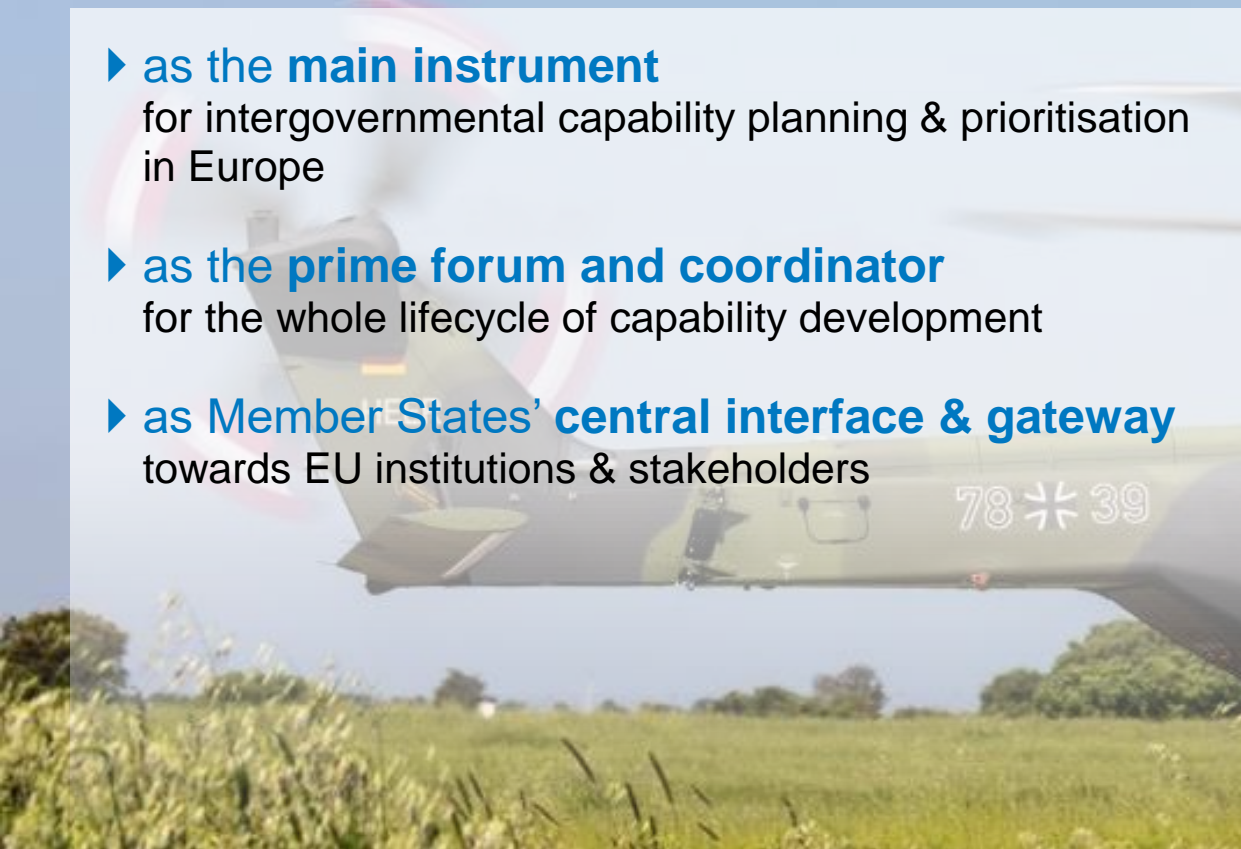 as the main instrument
for intergovernmental capability planning & prioritisation
in Europe
as the prime forum and coordinator
for the whole lifecycle of capability development
as Member States’ central interface & gateway
towards EU institutions & stakeholders
78 39